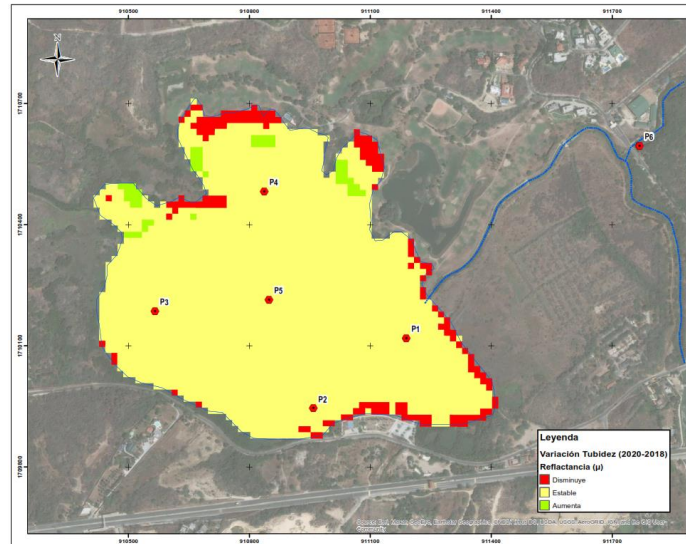 910500 910800 911100 911400 911700
N
1710700
P6
P4
1710400
P3
P5
P1
1710100
P2
1709800
Leyenda
Variación Tubidez (2020-2018)
Reflectancia (μ)
Disminuye
Estable
Aumenta
910500 910800 911100 911400 911700